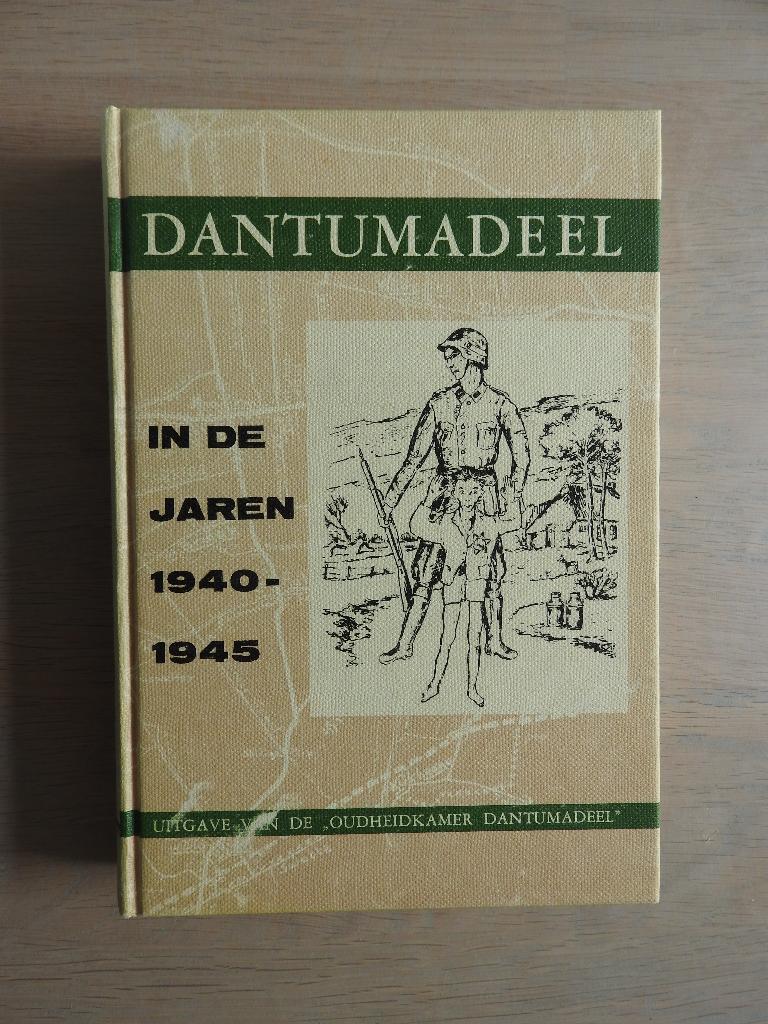 DANTUMADEEL
IN DE
JAREN
1940-
1945
UITGAVE VAN DE „OUDHEIDKAMER DANTUMADEEL"